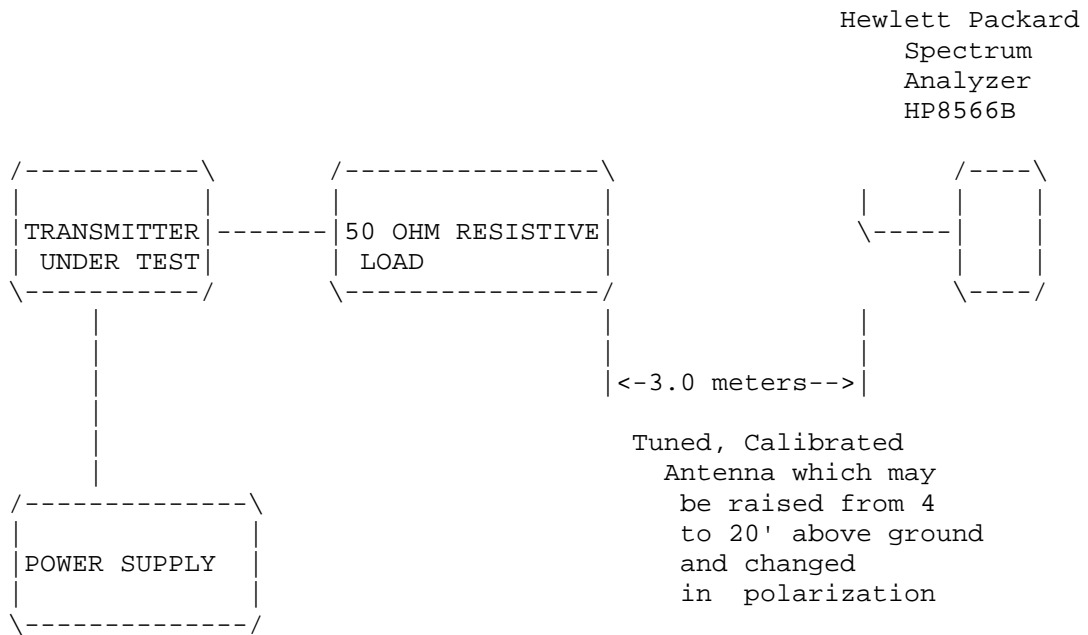 Hewlett Packard
Spectrum
Analyzer
HP8566B
TRANSMITTER
UNDER TEST
50 OHM RESISTIVE
LOAD
<-3.0 meters-->
Tuned, Calibrated
Antenna which may
be raised from 4
to 20' above ground
and changed
in polarization
POWER SUPPLY